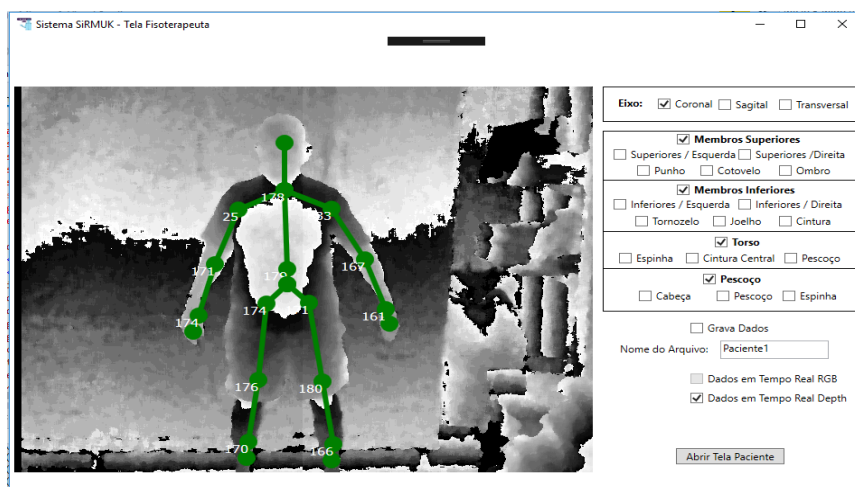 Sistema SiRMUK - Tela Fisoterapeuta
Eixo: Coronal Sagital Transversal
Membros Superiores
Superiores / Esquerda Superiores /Direita
Punho Cotovelo Ombro
Membros Inferiores
Inferiores / Esquerda Inferiores / Direita
Tornozelo Joelho Cintura
Torso
Espinha Cintura Central Pescoço
Pescoço
Cabeça Pescoço Espinha
Grava Dados
Nome do Arquivo: Paciente1
Dados em Tempo Real RGB
Dados em Tempo Real Depth
Abrir Tela Paciente
178
25
171 167
174 161
174
176 180
170 166